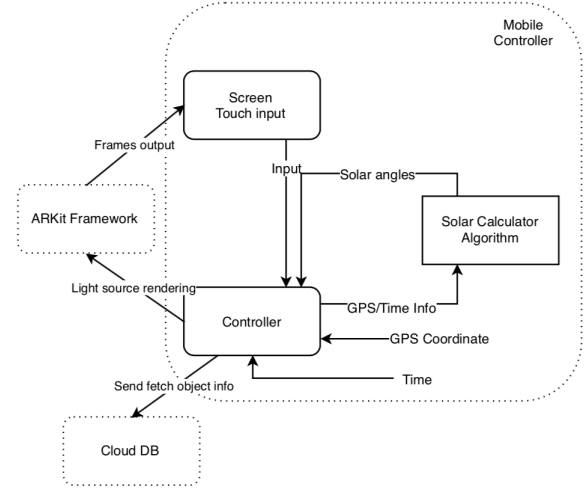 Mobile
Controller
Screen
Touch input
Frames output
Input
Solar angles
ARKit Framework
Solar Calculator
Algorithm
Light source rendering
GPS/Time Info
Controller
GPS Coordinate
Time
Send fetch object info
Cloud DB